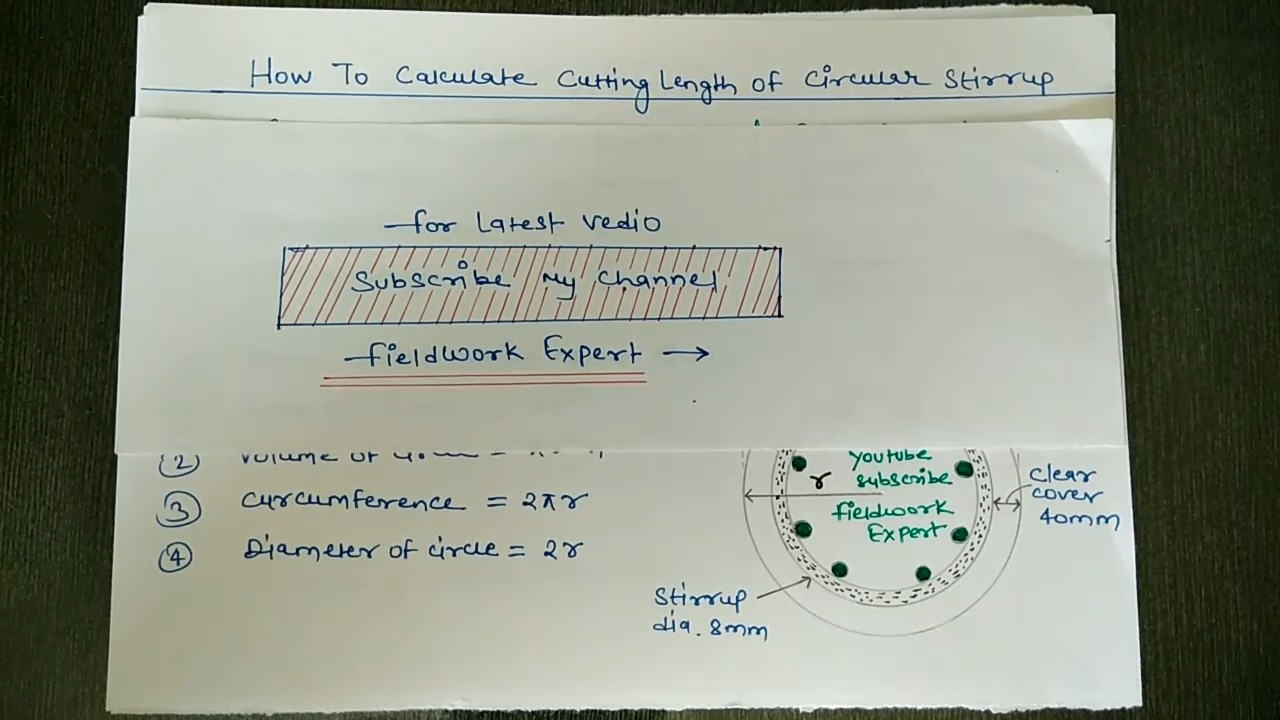 How To Calculate Cutting Length of Circular Stirrup
for Latest Vedio
Subscribe My Channel
fieldwork Expert →
③ Curcumference = 2πr
④ Diameter of circle = 2r
Youtube
r subscribe
fieldwork
Expert
clear
cover
40mm
Stirrup
dia. 8mm